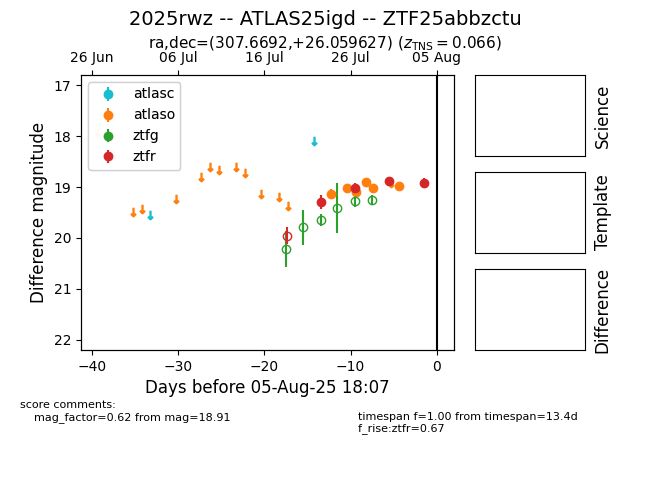 2025rwz -- ATLAS25igd -- ZTF25abbzctu
ra,dec=(307.6692,+26.059627) (z_TNS = 0.066)
26 Jun 06 Jul 16 Jul 26 Jul 05 Aug
atlasc
atlaso
ztfg
ztfr
17
18
19
20
21
22
Difference magnitude
−40 −30 −20 −10 0
Days before 05-Aug-25 18:07
Science
Template
Difference
score comments:
mag_factor=0.62 from mag=18.91
timespan f=1.00 from timespan=13.4d
f_rise:ztfr=0.67